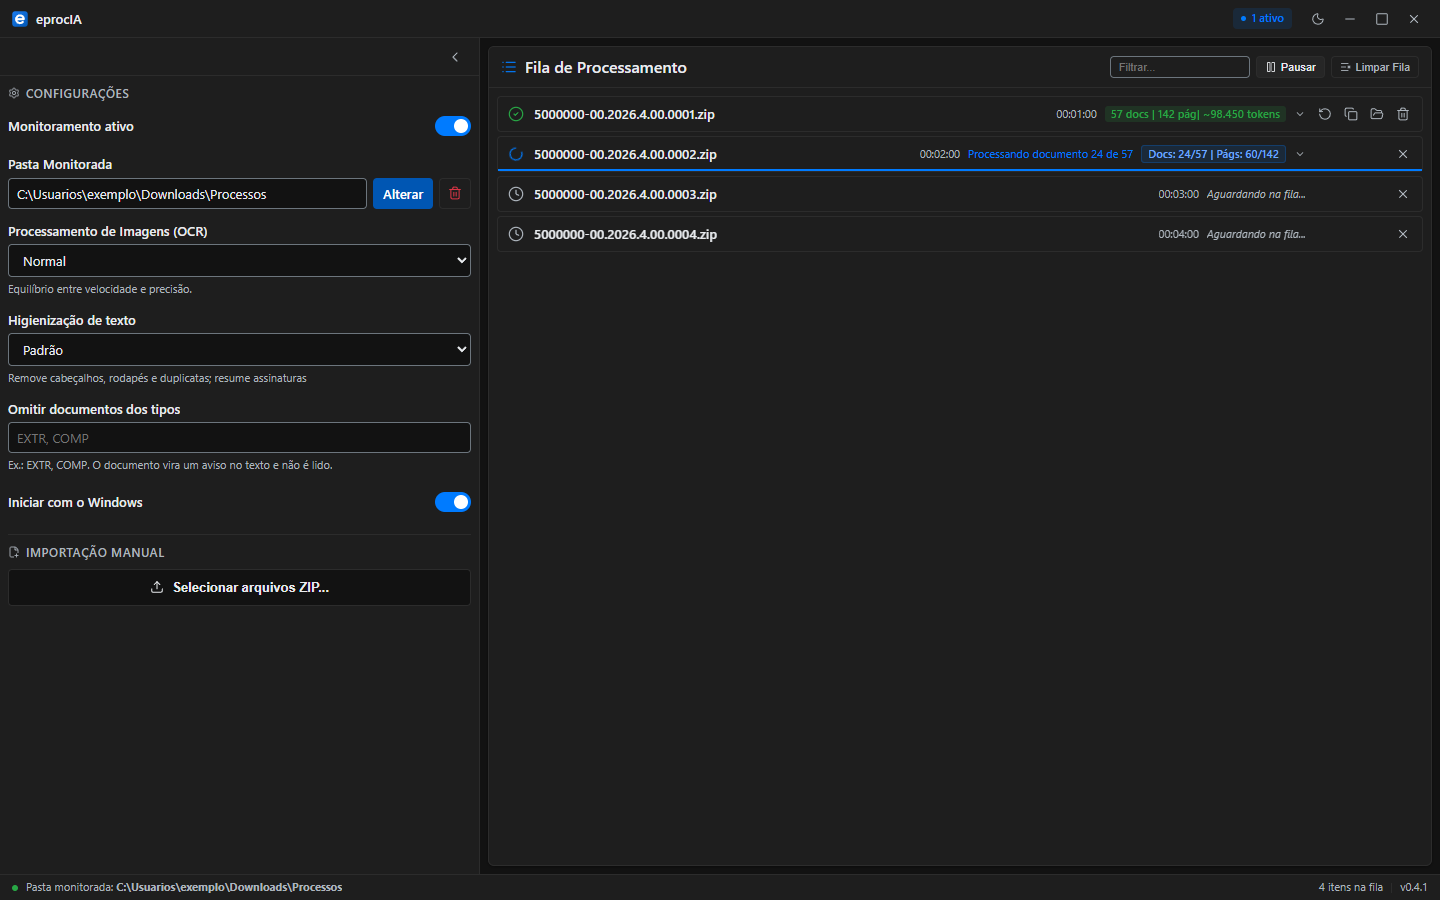 eprocIA
1 ativo
CONFIGURAÇÕES
Monitoramento ativo
Pasta Monitorada
C:\Usuarios\exemplo\Downloads\Processos
Alterar
Processamento de Imagens (OCR)
Normal
Equilíbrio entre velocidade e precisão.
Higienização de texto
Padrão
Remove cabeçalhos, rodapés e duplicatas; resume assinaturas
Omitir documentos dos tipos
EXTR, COMP
Ex.: EXTR, COMP. O documento vira um aviso no texto e não é lido.
Iniciar com o Windows
IMPORTAÇÃO MANUAL
Selecionar arquivos ZIP...
Fila de Processamento
Filtrar...
Pausar
Limpar Fila
5000000-00.2026.4.00.0001.zip 00:01:00 57 docs | 142 pág| ~98.450 tokens
5000000-00.2026.4.00.0002.zip 00:02:00 Processando documento 24 de 57 Docs: 24/57 | Págs: 60/142
5000000-00.2026.4.00.0003.zip 00:03:00 Aguardando na fila...
5000000-00.2026.4.00.0004.zip 00:04:00 Aguardando na fila...
Pasta monitorada: C:\Usuarios\exemplo\Downloads\Processos
4 itens na fila
v0.4.1